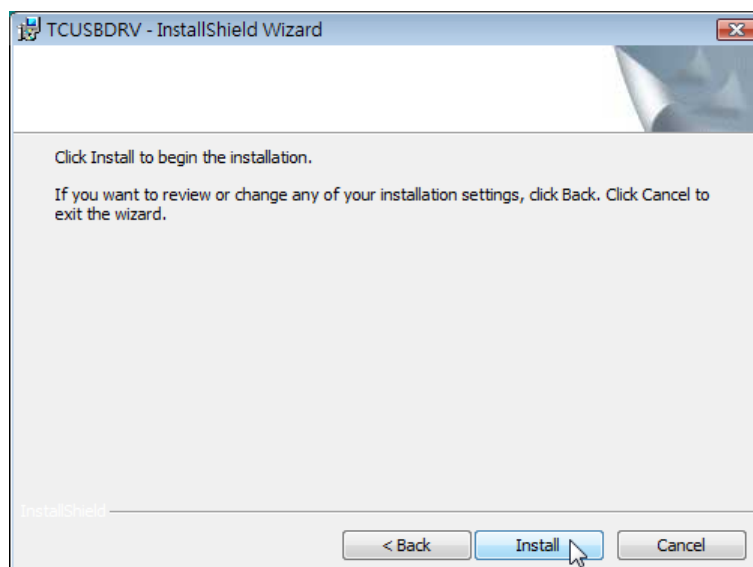 TCUSBDRV - InstallShield Wizard
Click Install to begin the installation.
If you want to review or change any of your installation settings, click Back. Click Cancel to
exit the wizard.
InstallShield
< Back Install Cancel